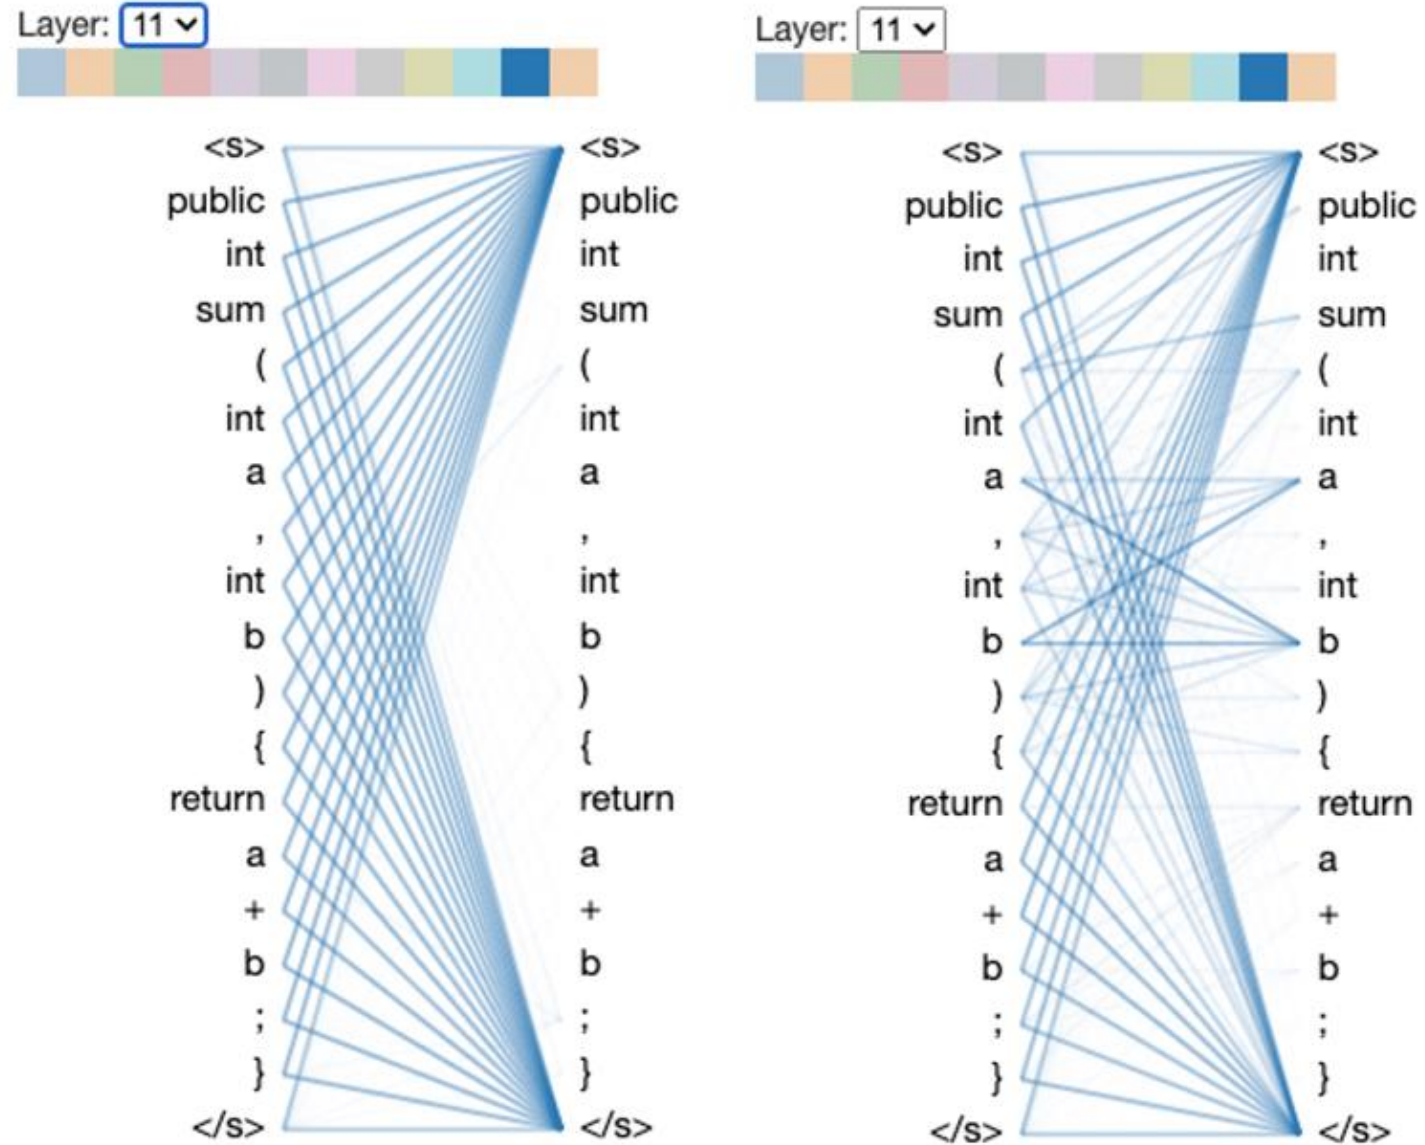 Layer: 11
<s> <s>
public public
int int
sum sum
( (
int int
a a
, ,
int int
b b
) )
{ {
return return
a a
+ +
b b
; ;
} }
</s> </s>
Layer: 11
<s> <s>
public public
int int
sum sum
( (
int int
a a
, ,
int int
b b
) )
{ {
return return
a a
+ +
b b
; ;
} }
</s> </s>